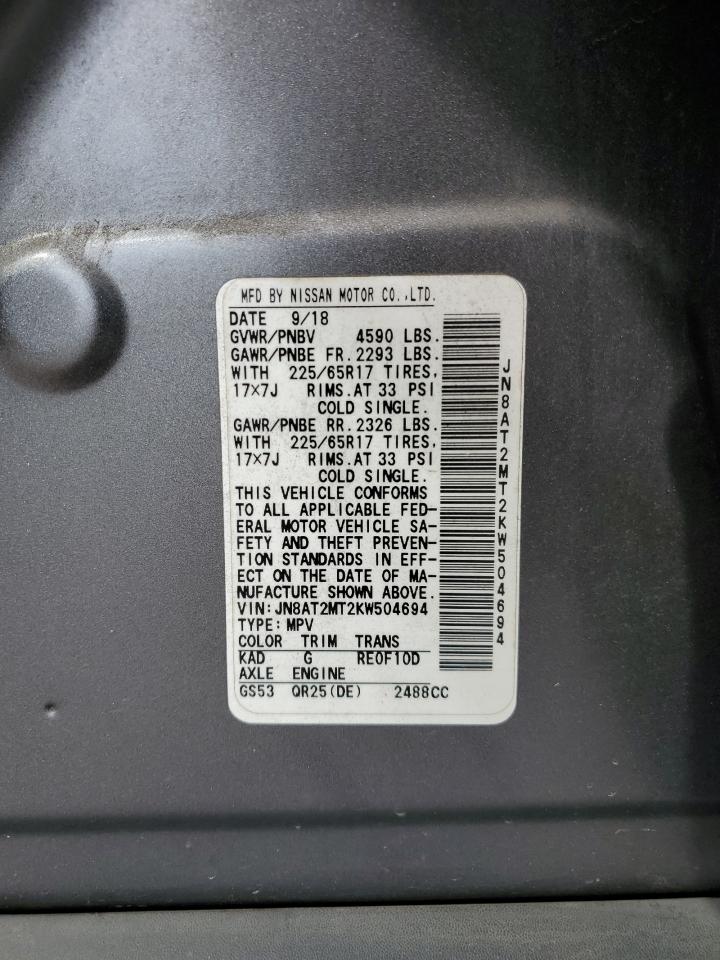 MFD BY NISSAN MOTOR CO.,LTD.
DATE 9/18
GVWR/PNBV 4590 LBS.
GAWR/PNBE FR.2293 LBS.
WITH 225/65R17 TIRES,
17×7J RIMS.AT 33 PSI
COLD SINGLE.
GAWR/PNBE RR.2326 LBS.
WITH 225/65R17 TIRES,
17×7J RIMS.AT 33 PSI
COLD SINGLE.
THIS VEHICLE CONFORMS
TO ALL APPLICABLE FED-
ERAL MOTOR VEHICLE SA-
FETY AND THEFT PREVEN-
TION STANDARDS IN EFF-
ECT ON THE DATE OF MA-
NUFACTURE SHOWN ABOVE.
VIN:JN8AT2MT2KW504694
TYPE:MPV
COLOR TRIM TRANS
KAD G RE0F10D
AXLE ENGINE
GS53 QR25(DE) 2488CC
JN8AT2MT2KW504694